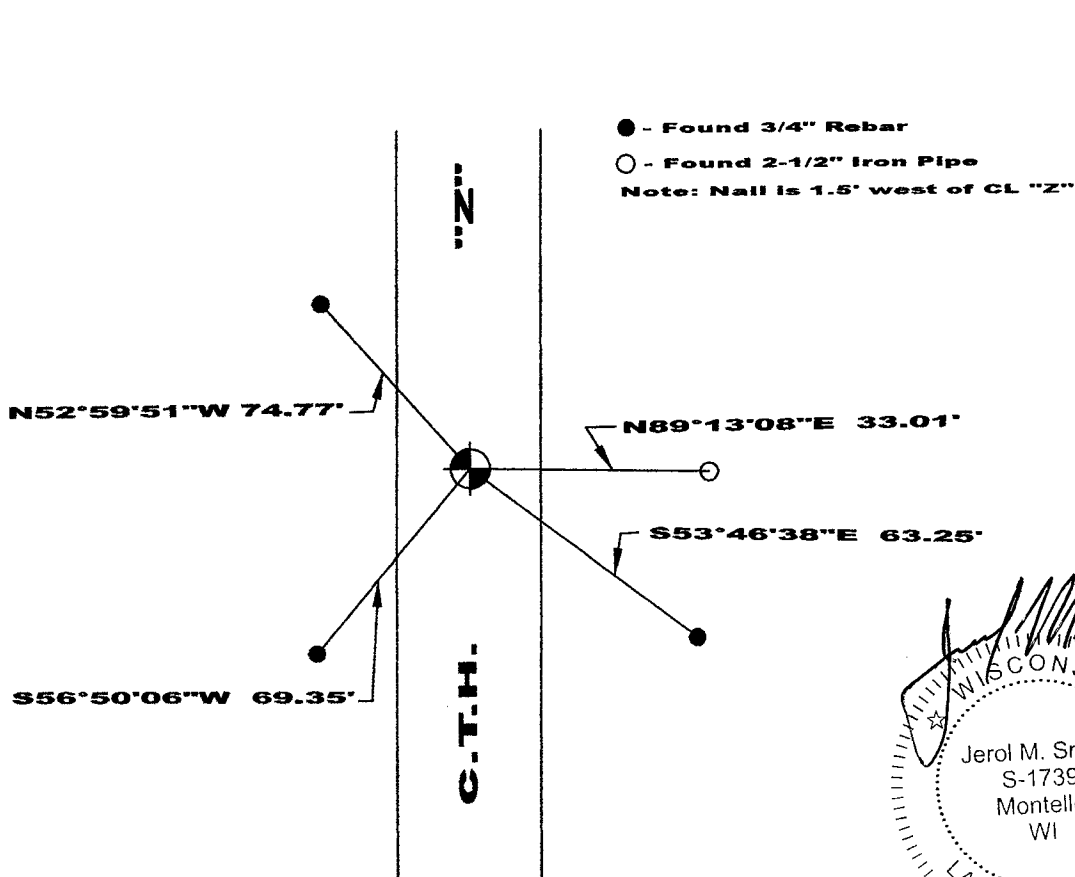 - Found 3/4" Rebar
- Found 2-1/2" Iron Pipe
Note: Nail is 1.5' west of CL "Z"
"Z"
N52°59'51"W 74.77'
N89°13'08"E 33.01'
S53°46'38"E 63.25'
S56°50'06"W 69.35'
C.T.H.
WISCON
Jerol M.
S-1739
Montell
WI